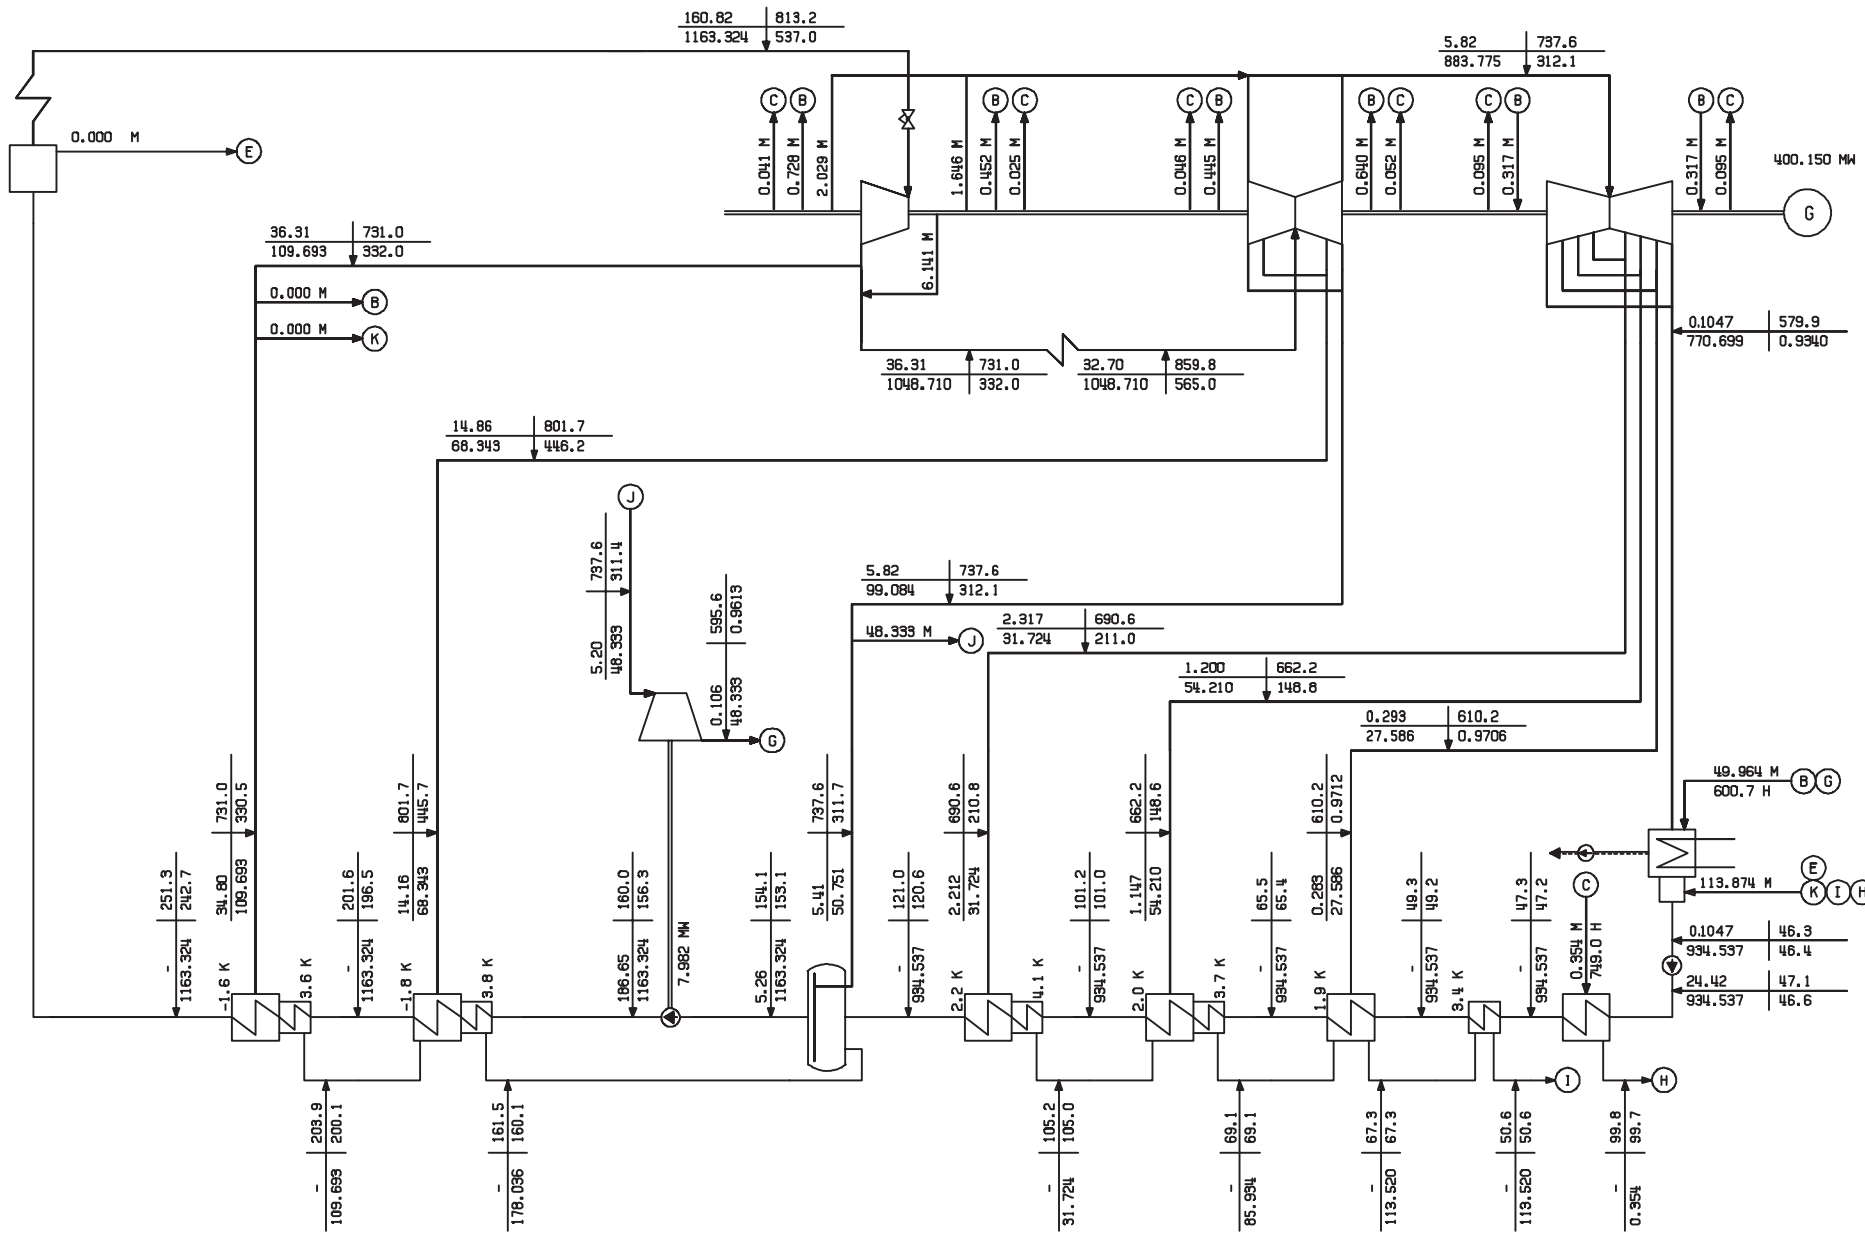 160.82 813.2
1163.324 537.0
5.82 737.6
883.775 312.1
C B B C C B B C C B B C
0.000 M E
0.041 M
0.728 M
2.029 M
1.646 M
0.452 M
0.025 M
0.046 M
0.445 M
0.640 M
0.052 M
0.095 M
0.317 M
0.317 M
0.095 M
400.150 MW
G
36.31 731.0
109.693 332.0
6.141 M
0.000 M B
0.000 M K
0.1047 579.9
770.699 0.9340
36.31 731.0
1048.710 332.0
32.70 859.8
1048.710 565.0
14.86 801.7
68.343 446.2
J
5.20 737.6
48.333 311.4
0.106 595.6
48.333 0.9613
G
7.982 MW
5.82 737.6
99.084 312.1
48.333 M J
2.317 690.6
31.724 211.0
1.200 662.2
54.210 148.8
0.293 610.2
27.586 0.9706
49.964 M B G
600.7 H
E
113.874 M K I H
0.1047 46.3
934.537 46.4
24.42 47.1
934.537 46.6
- 251.3
1163.324 242.7
34.80 731.0
109.693 330.5
- 201.6
1163.324 196.5
14.16 801.7
68.343 445.7
186.65 160.0
1163.324 156.3
5.26 154.1
1163.324 153.1
5.41 737.6
50.751 311.7
- 121.0
934.537 120.6
2.212 690.6
31.724 210.8
- 101.2
934.537 101.0
1.147 662.2
54.210 148.6
- 65.5
934.537 65.4
0.283 610.2
27.586 0.9712
- 49.3
934.537 49.2
- 47.3
934.537 47.2
C
0.354 M
749.0 H
-1.6 K
3.6 K
-1.8 K
3.8 K
2.2 K
4.1 K
2.0 K
3.7 K
1.9 K
3.4 K
I
H
- 203.9
109.693 200.1
- 161.5
178.036 160.1
- 105.2
31.724 105.0
- 69.1
85.934 69.1
- 67.3
113.520 67.3
- 50.6
113.520 50.6
- 99.8
0.354 99.7